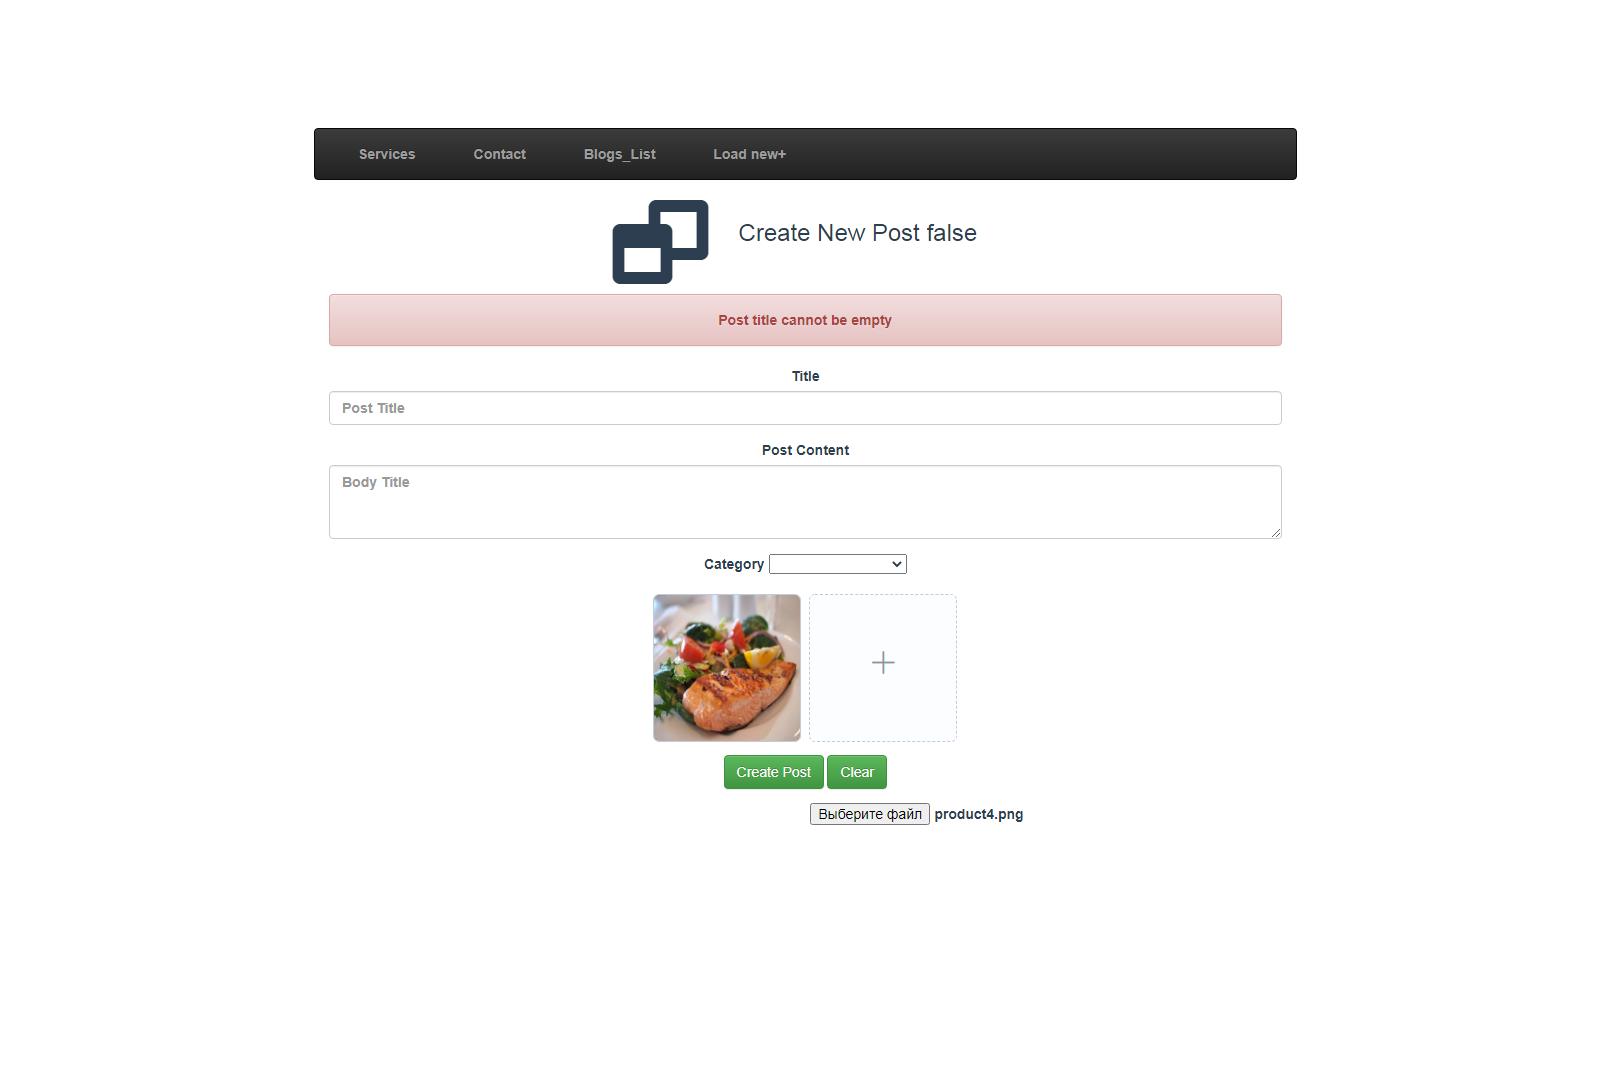 Services Contact Blogs_List Load new+
Create New Post false
Post title cannot be empty
Title
Post Title
Post Content
Body Title
Category
Create Post Clear
Выберите файл product4.png